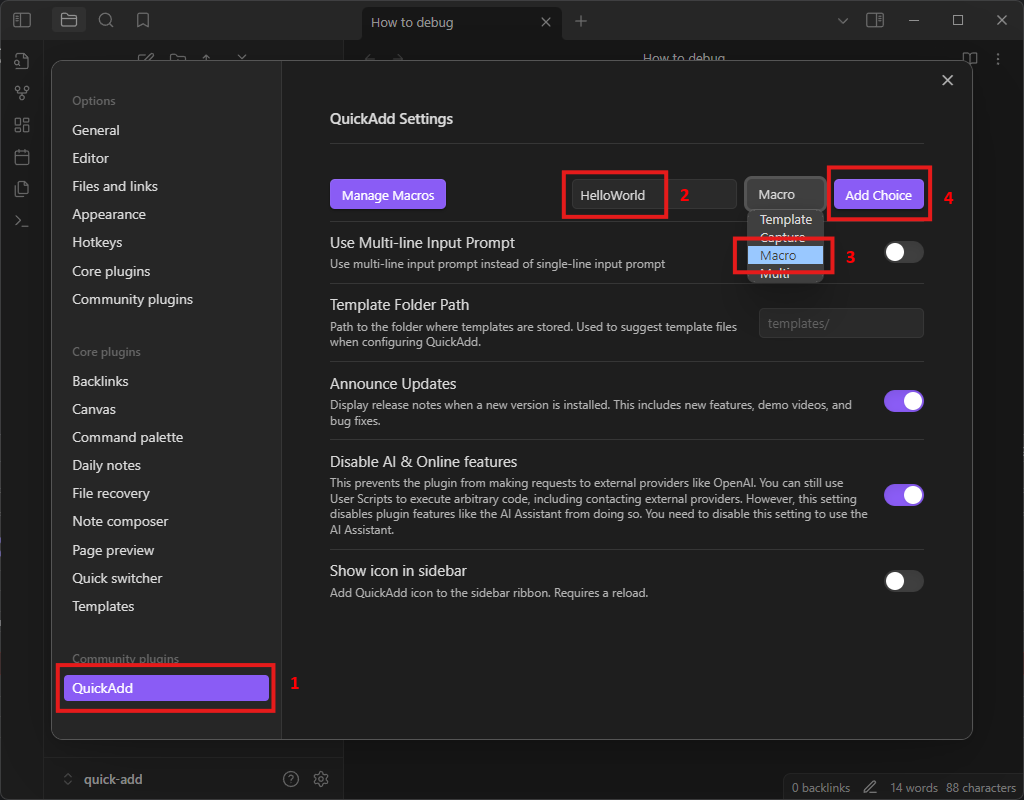 How to debug
How to debug
Options
General
Editor
Files and links
Appearance
Hotkeys
Core plugins
Community plugins
Core plugins
Backlinks
Canvas
Command palette
Daily notes
File recovery
Note composer
Page preview
Quick switcher
Templates
Community plugins
QuickAdd
1
QuickAdd Settings
Manage Macros
HelloWorld
2
Macro
Add Choice
4
Template
Capture
Macro
Multi
3
Use Multi-line Input Prompt
Use multi-line input prompt instead of single-line input prompt
Template Folder Path
Path to the folder where templates are stored. Used to suggest template files
when configuring QuickAdd.
templates/
Announce Updates
Display release notes when a new version is installed. This includes new features, demo videos, and
bug fixes.
Disable AI & Online features
This prevents the plugin from making requests to external providers like OpenAI. You can still use
User Scripts to execute arbitrary code, including contacting external providers. However, this setting
disables plugin features like the AI Assistant from doing so. You need to disable this setting to use the
AI Assistant.
Show icon in sidebar
Add QuickAdd icon to the sidebar ribbon. Requires a reload.
quick-add
0 backlinks
14 words
88 characters